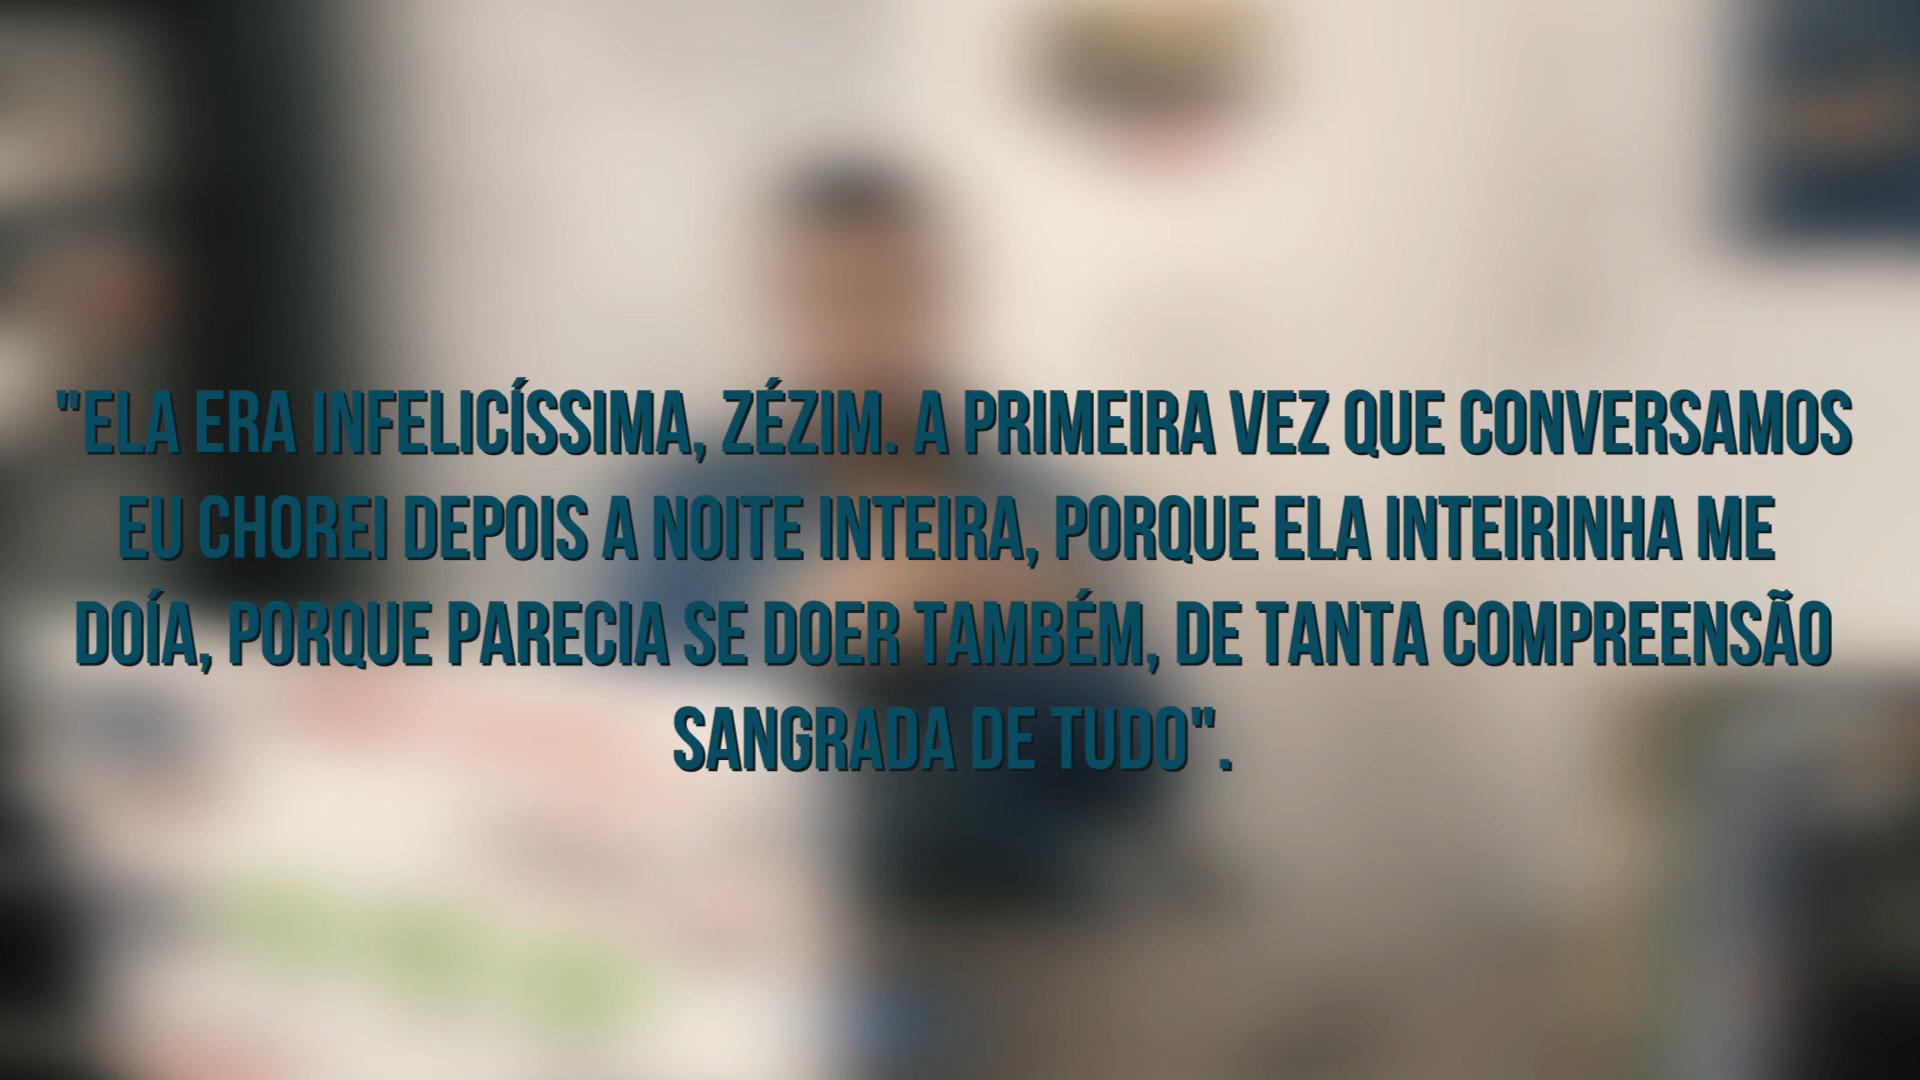 "ELA ERA INFELICÍSSIMA, ZÉZIM. A PRIMEIRA VEZ QUE CONVERSAMOS
EU CHOREI DEPOIS A NOITE INTEIRA, PORQUE ELA INTEIRINHA ME
DOÍA, PORQUE PARECIA SE DOER TAMBÉM, DE TANTA COMPREENSÃO
SANGRADA DE TUDO".